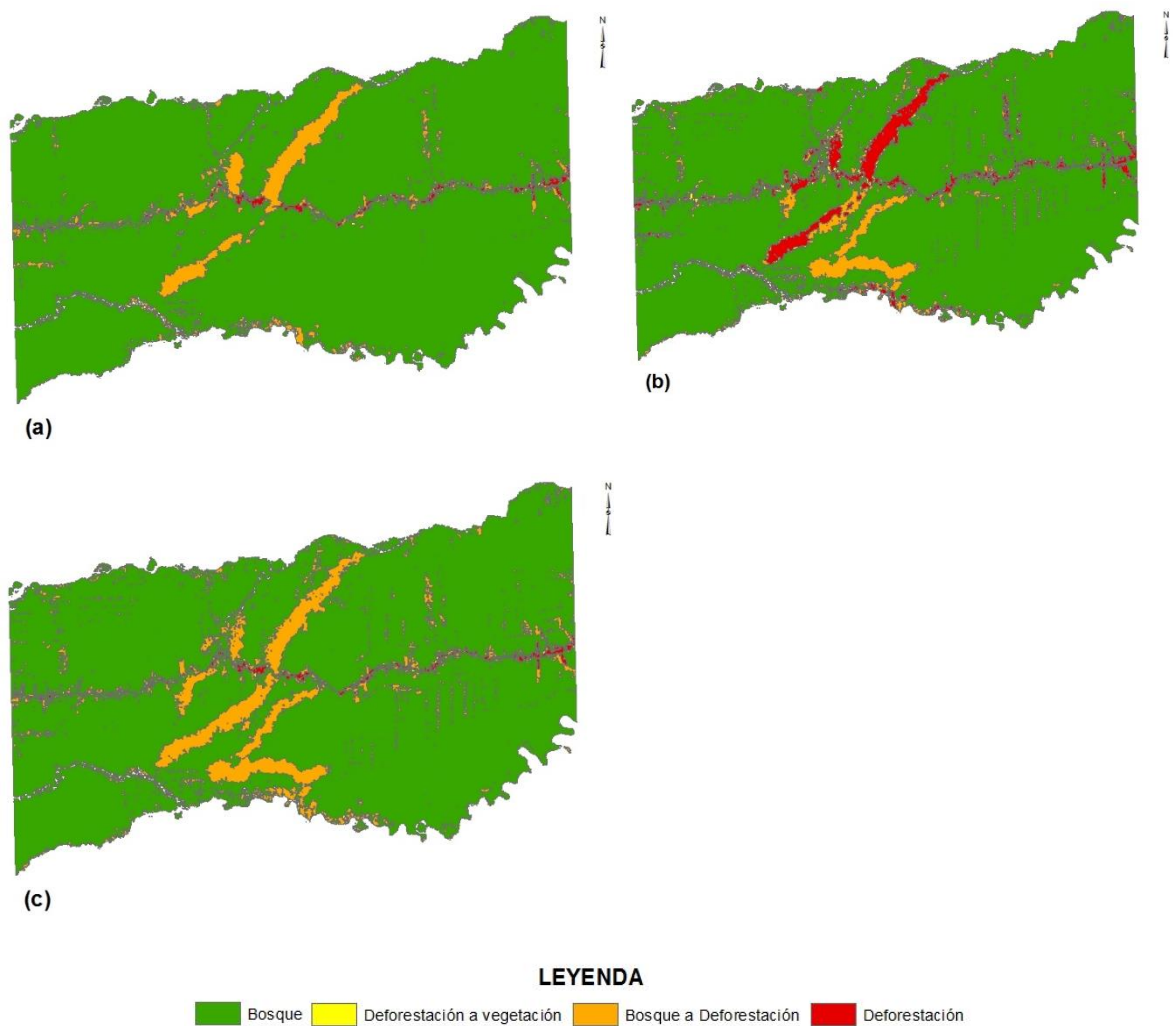 N
S
N
S
(a)
(b)
N
S
(c)
LEYENDA
Bosque
Deforestación a vegetación
Bosque a Deforestación
Deforestación